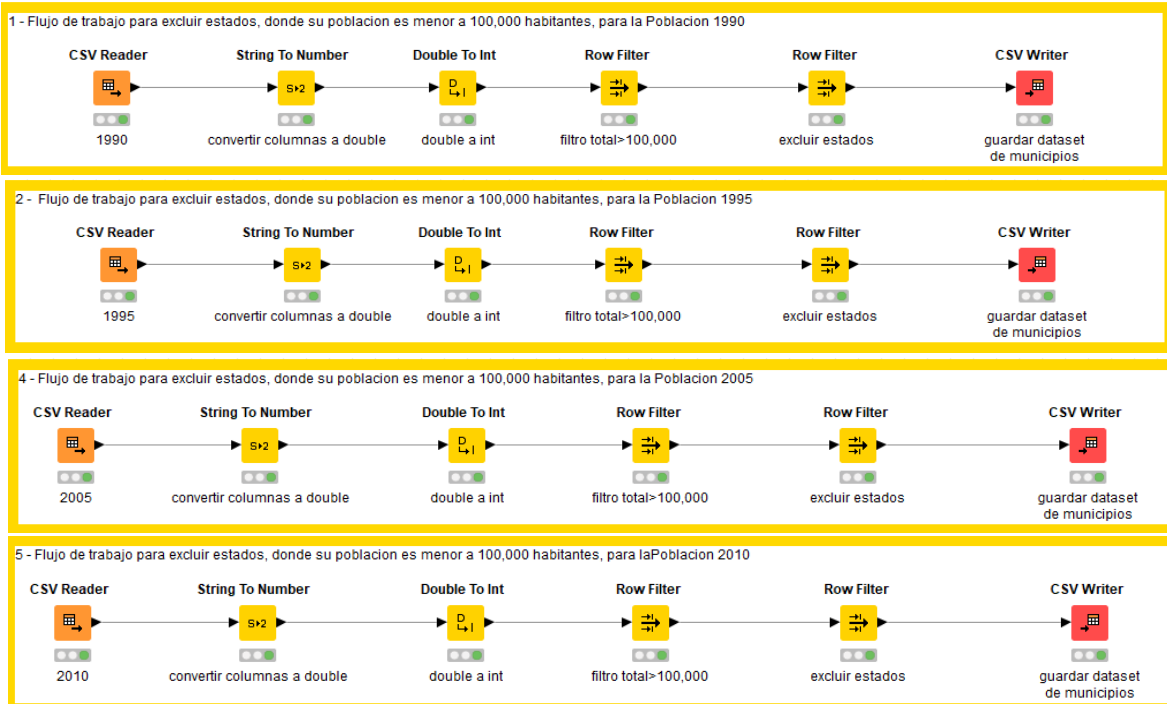 1 - Flujo de trabajo para excluir estados, donde su poblacion es menor a 100,000 habitantes, para la Poblacion 1990
CSV Reader String To Number Double To Int Row Filter Row Filter CSV Writer
S▸2 D I
1990 convertir columnas a double double a int filtro total>100,000 excluir estados guardar dataset
de municipios
2 - Flujo de trabajo para excluir estados, donde su poblacion es menor a 100,000 habitantes, para la Poblacion 1995
CSV Reader String To Number Double To Int Row Filter Row Filter CSV Writer
S▸2 D I
1995 convertir columnas a double double a int filtro total>100,000 excluir estados guardar dataset
de municipios
4 - Flujo de trabajo para excluir estados, donde su poblacion es menor a 100,000 habitantes, para la Poblacion 2005
CSV Reader String To Number Double To Int Row Filter Row Filter CSV Writer
S▸2 D I
2005 convertir columnas a double double a int filtro total>100,000 excluir estados guardar dataset
de municipios
5 - Flujo de trabajo para excluir estados, donde su poblacion es menor a 100,000 habitantes, para laPoblacion 2010
CSV Reader String To Number Double To Int Row Filter Row Filter CSV Writer
S▸2 D I
2010 convertir columnas a double double a int filtro total>100,000 excluir estados guardar dataset
de municipios